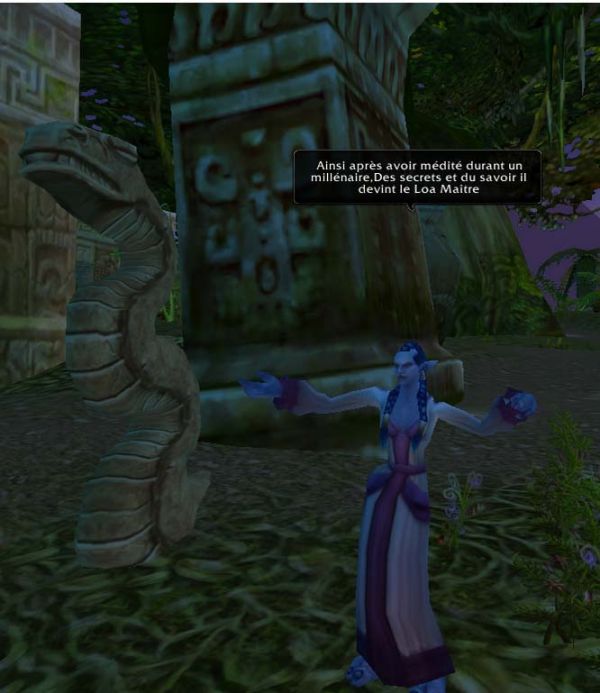 Ainsi après avoir médité durant un
millénaire,Des secrets et du savoir il
devint le Loa Maitre